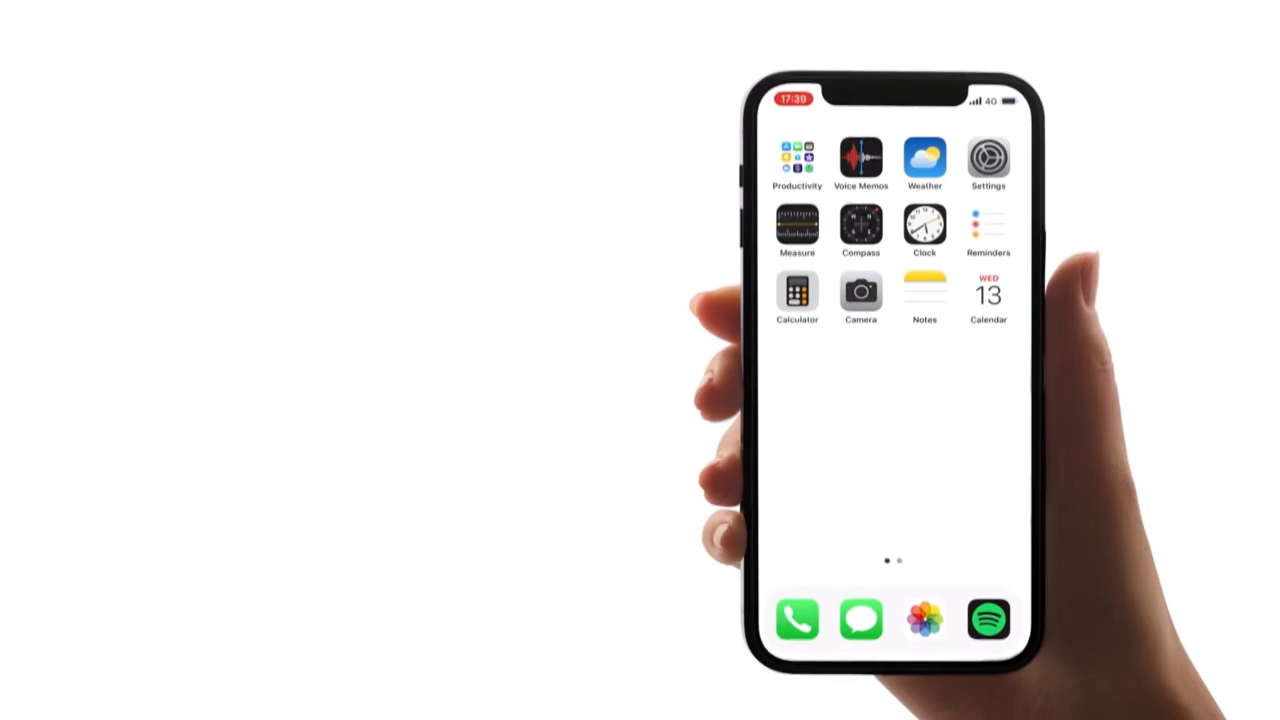 17:39 4G
Productivity Voice Memos Weather Settings
Measure Compass Clock Reminders
WED
13
Calculator Camera Notes Calendar